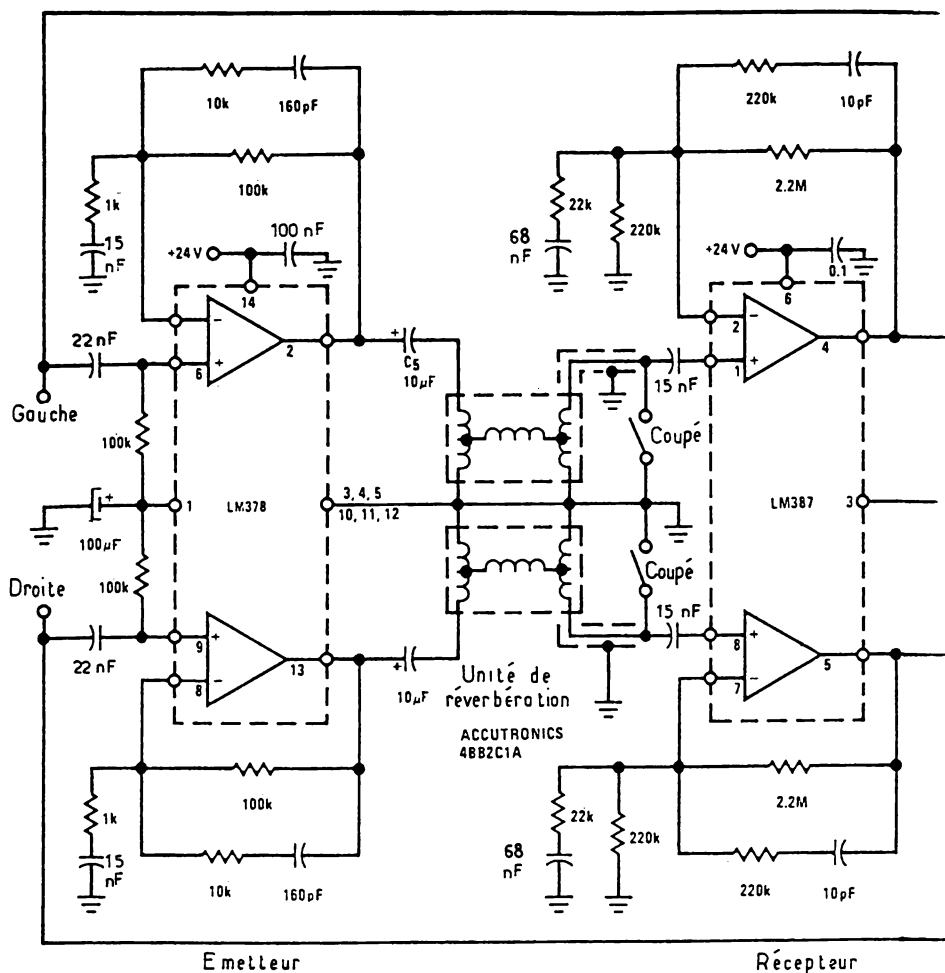 10k
160pF
220k
10pF
100k
2.2M
1k
15
nF
100 nF
+24V
14
22k
220k
68
nF
+24V
0.1
6
22 nF
−
+
2
6
+
C5
10µF
15 nF
−
2
+
1
4
Gauche
Coupé
100k
1
LM378
3, 4, 5
10, 11, 12
LM387
3
+
100µF
100k
Coupé
Droite
15 nF
22 nF
+
9
−
8
13
+
10µF
Unité de
réverbération
ACCUTRONICS
4BB2C1A
+
8
−
7
5
100k
2.2M
1k
15
nF
22k
220k
68
nF
10k
160pF
220k
10pF
Emetteur
Récepteur